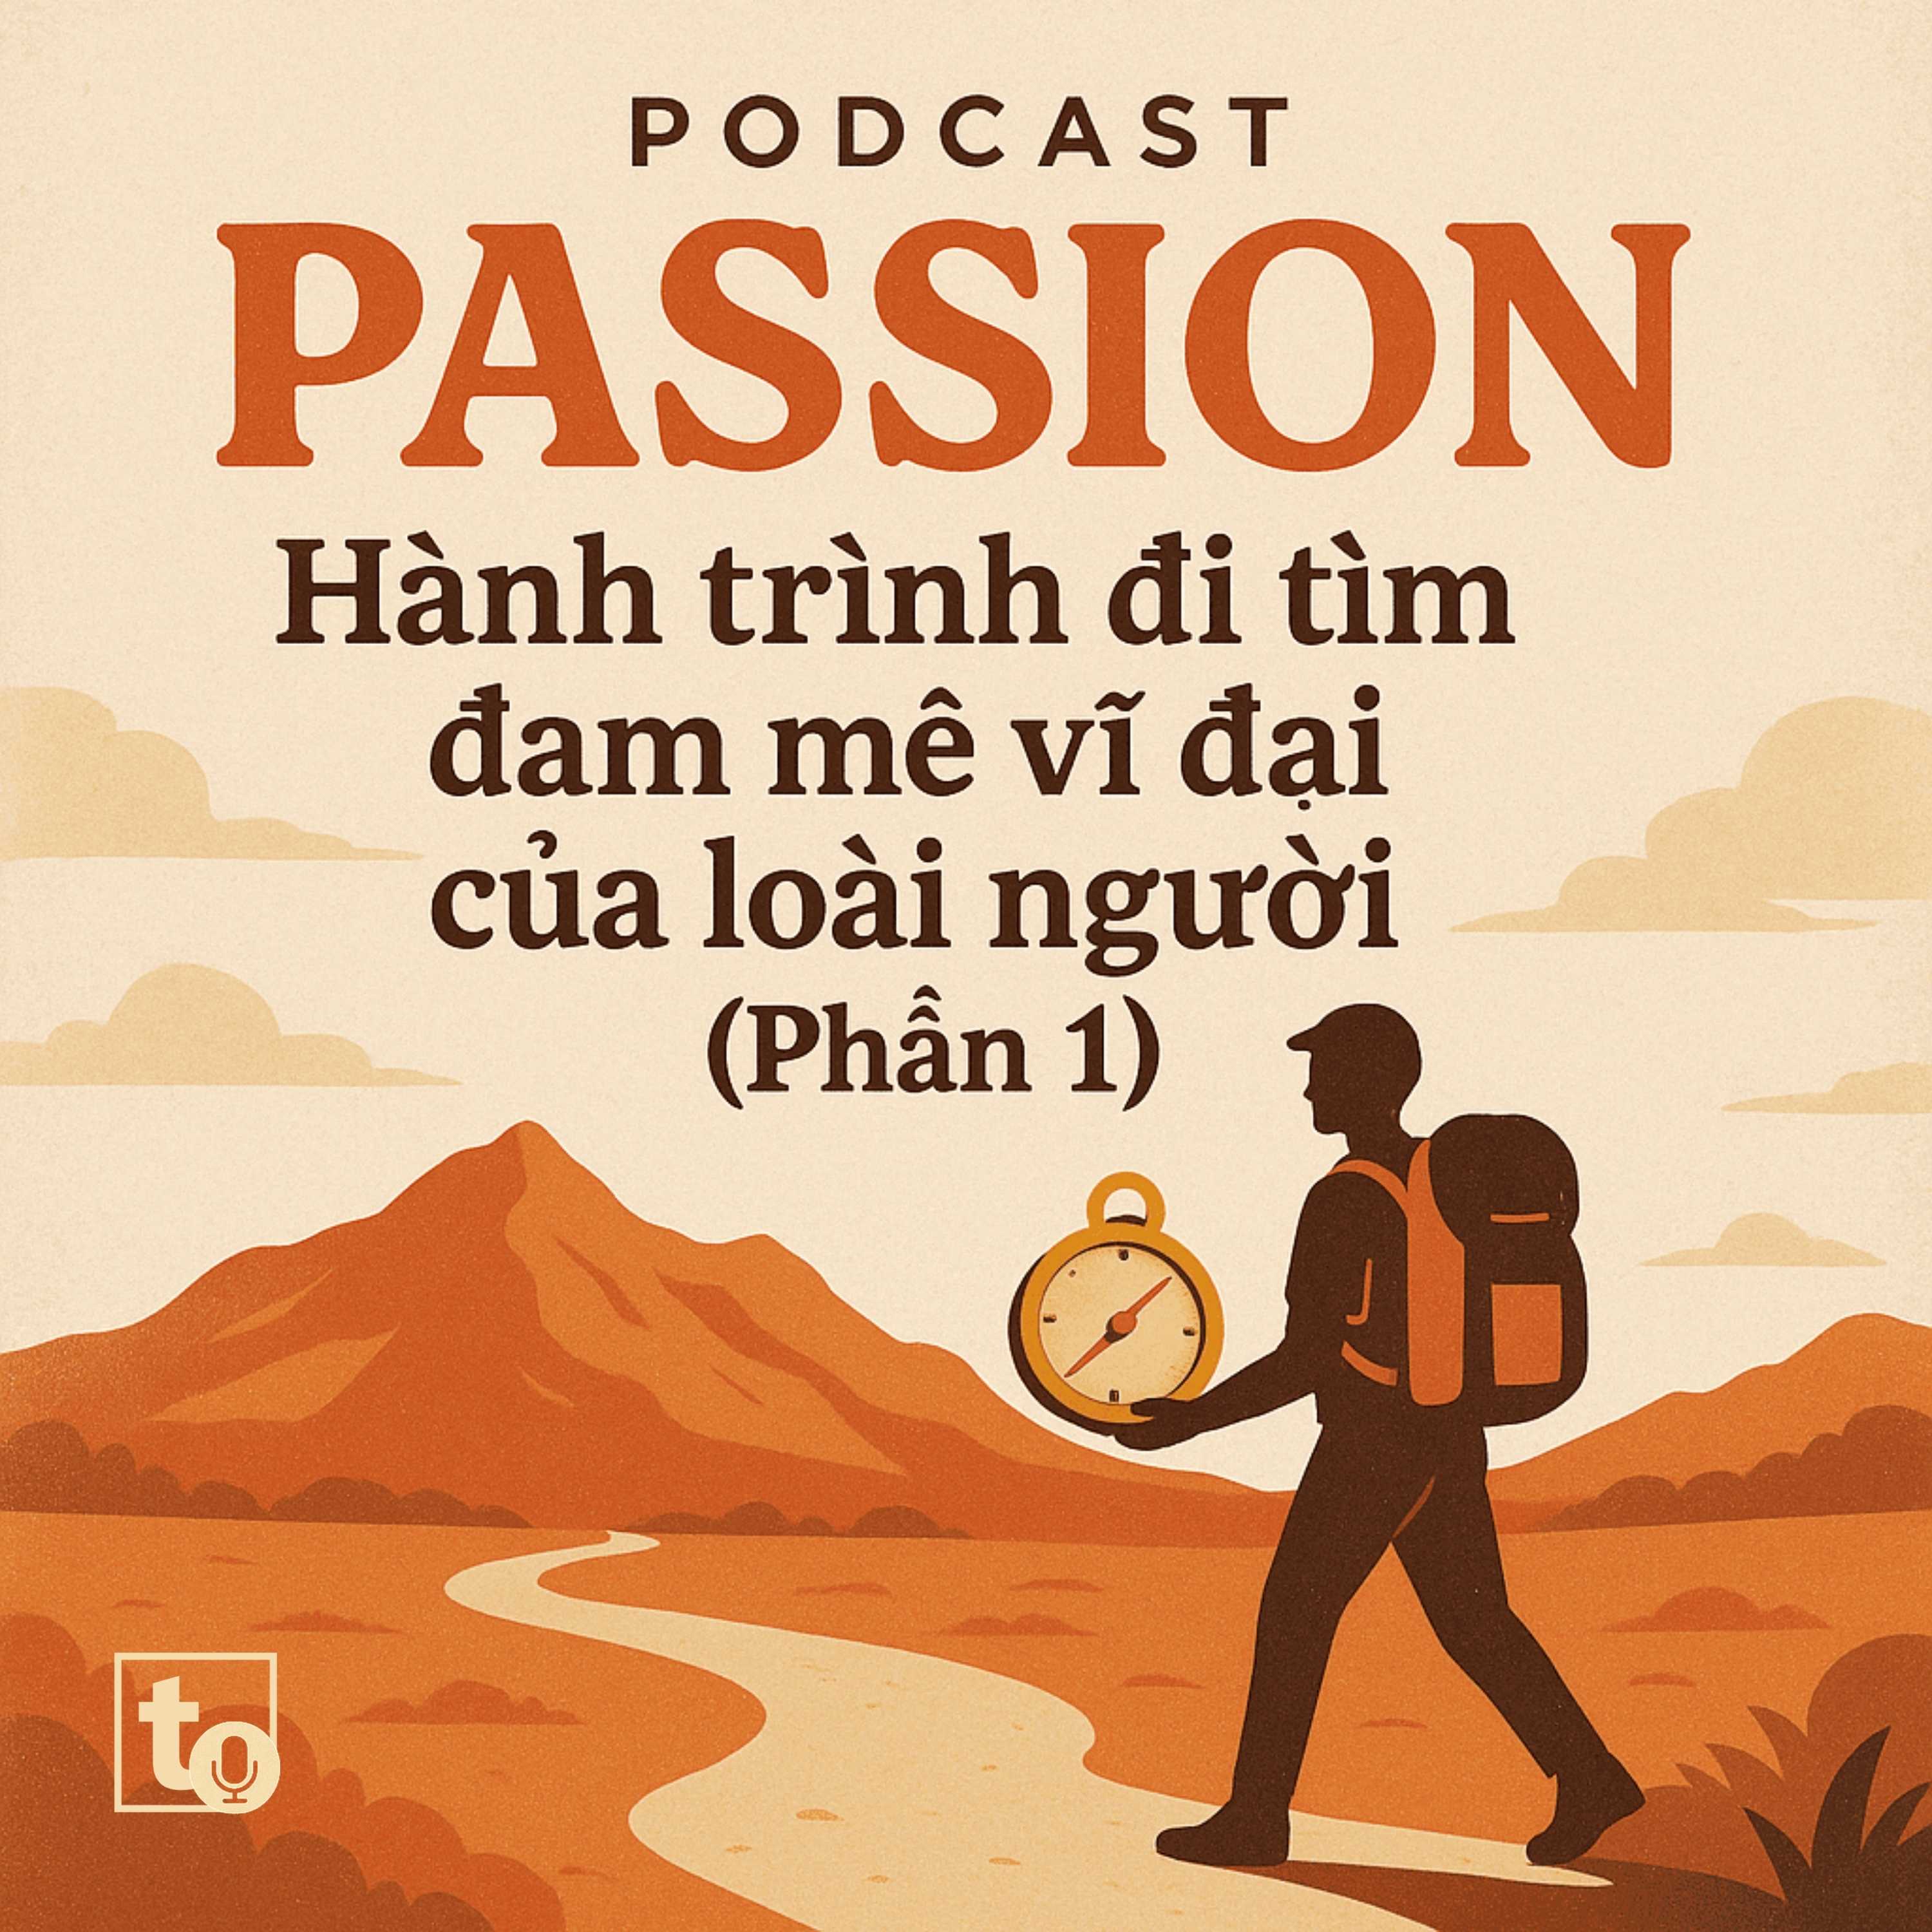 PODCAST
PASSION
Hành trình đi tìm
đam mê vĩ đại
của loài người
(Phần 1)
to